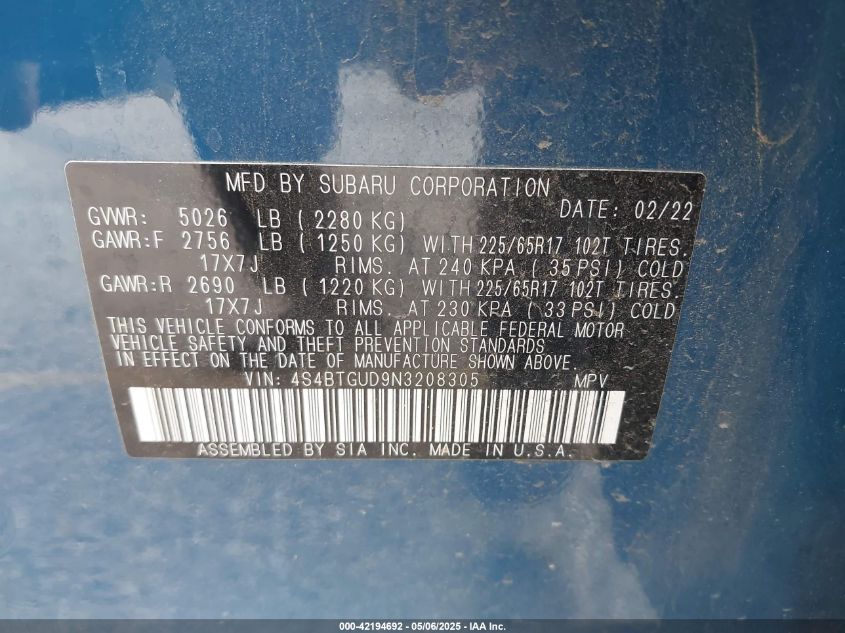 MFD BY SUBARU CORPORATION
GVWR: 5026 LB ( 2280 KG) DATE: 02/22
GAWR:F 2756 LB ( 1250 KG) WITH 225/65R17 102T TIRES.
17X7J RIMS. AT 240 KPA ( 35 PSI) COLD
GAWR:R 2690 LB ( 1220 KG) WITH 225/65R17 102T TIRES.
17X7J RIMS. AT 230 KPA ( 33 PSI) COLD
THIS VEHICLE CONFORMS TO ALL APPLICABLE FEDERAL MOTOR
VEHICLE SAFETY AND THEFT PREVENTION STANDARDS
IN EFFECT ON THE DATE OF MANUFACTURE SHOWN ABOVE.
VIN: 4S4BTGUD9N3208305 MPV
ASSEMBLED BY SIA INC. MADE IN U.S.A.
000-42194692 - 05/06/2025 - IAA Inc.